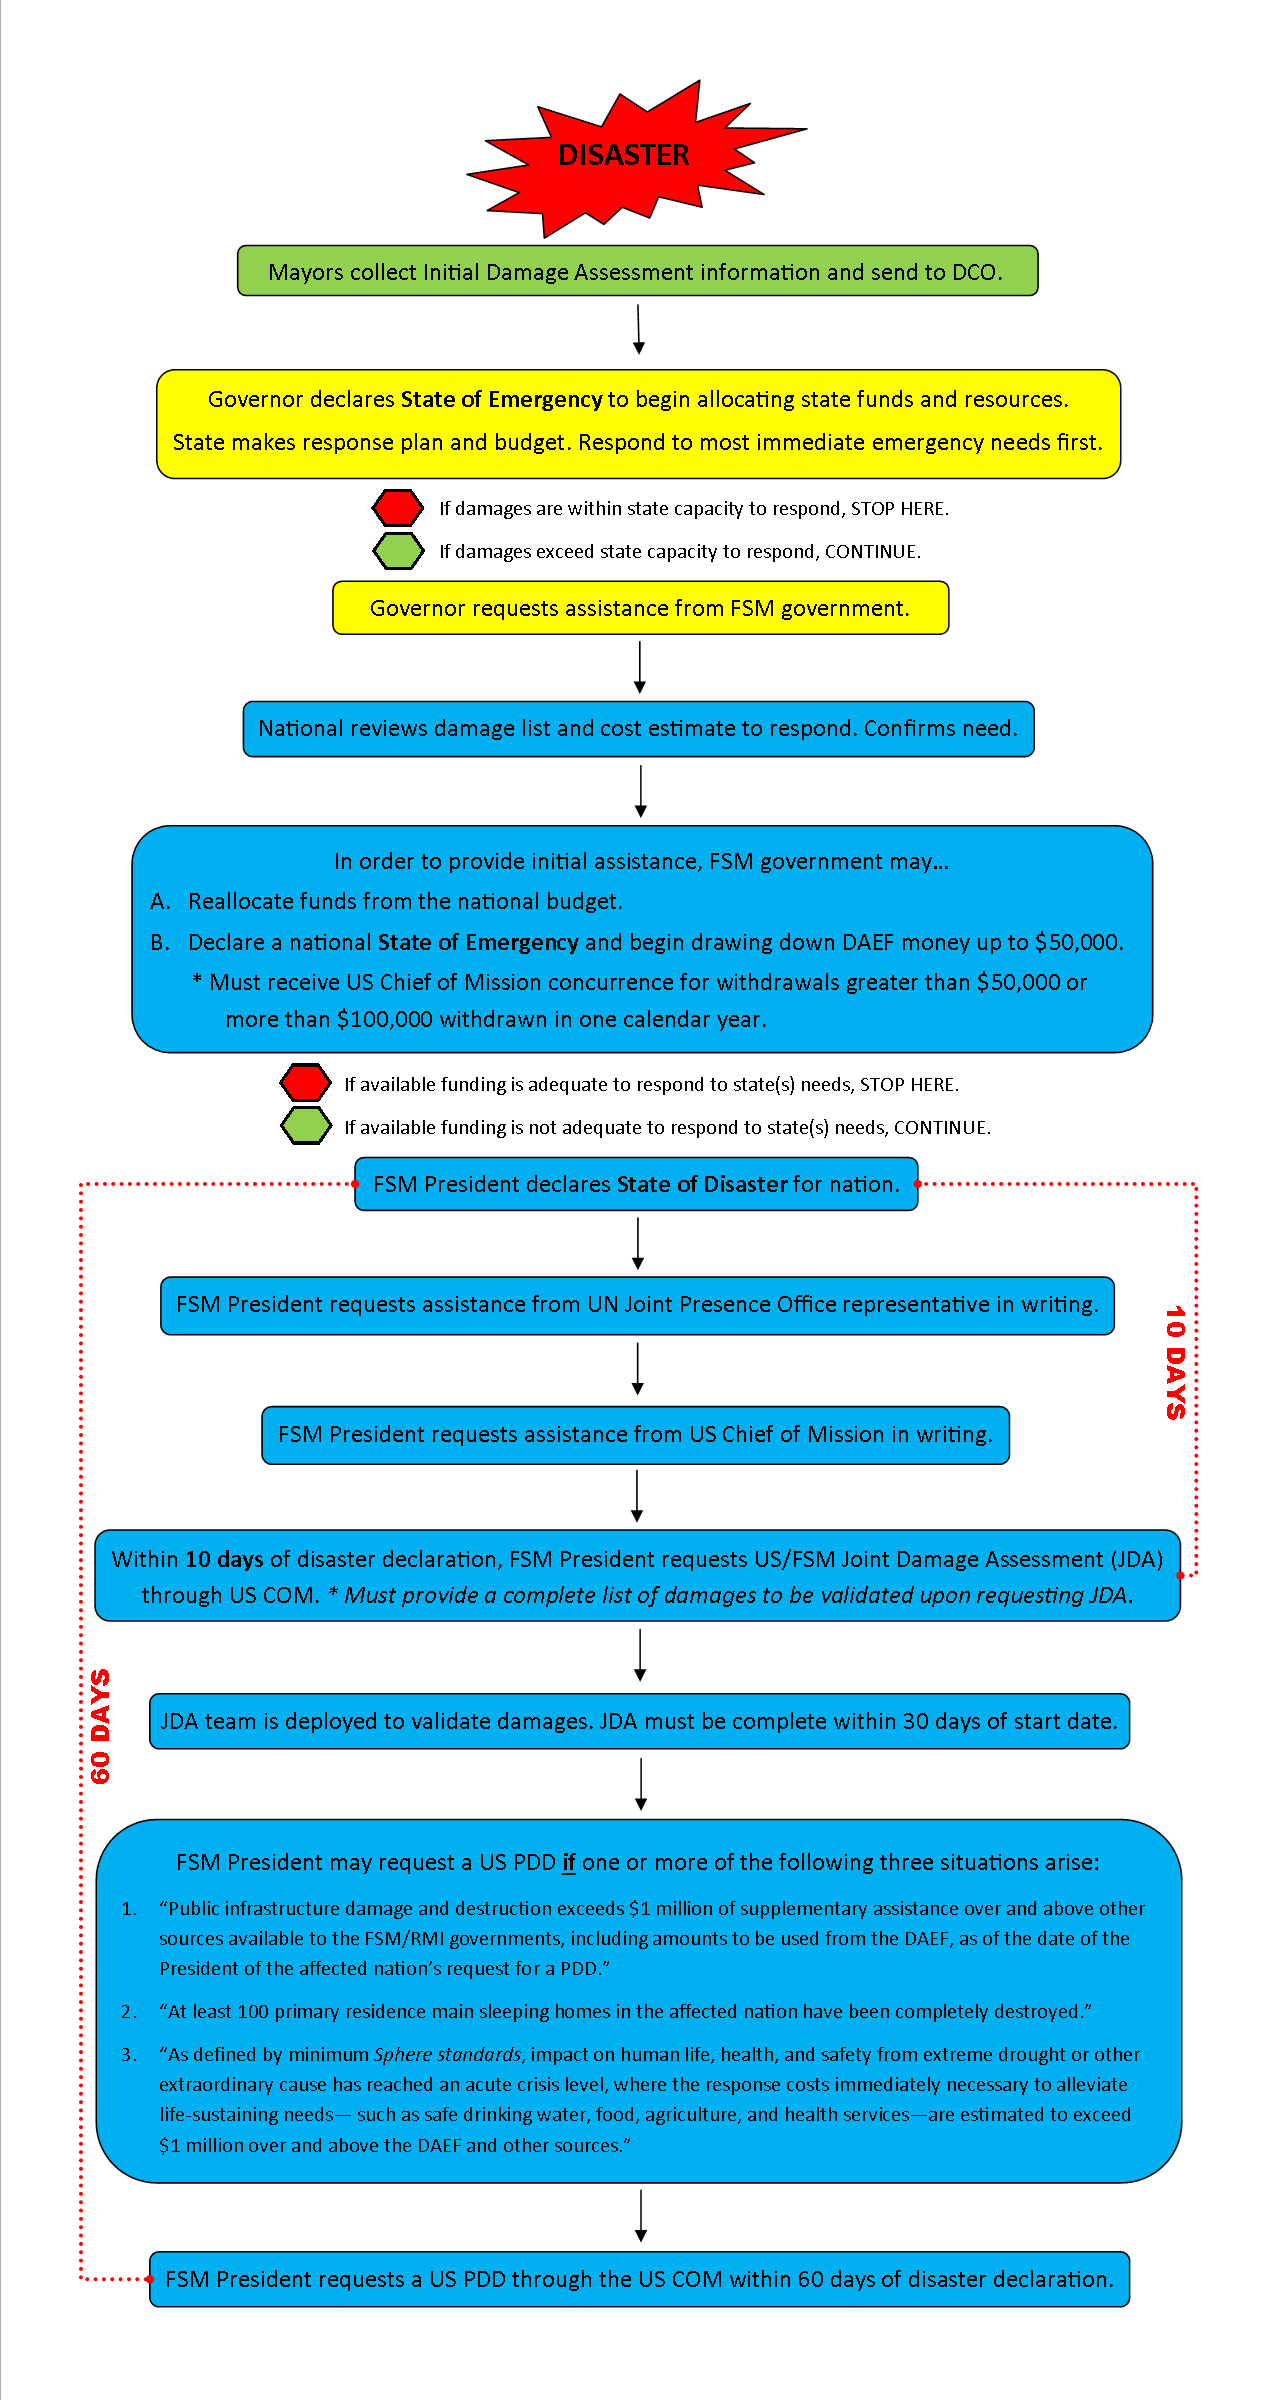 DISASTER
Mayors collect Initial Damage Assessment information and send to DCO.
Governor declares State of Emergency to begin allocating state funds and resources.
State makes response plan and budget. Respond to most immediate emergency needs first.
If damages are within state capacity to respond, STOP HERE.
If damages exceed state capacity to respond, CONTINUE.
Governor requests assistance from FSM government.
National reviews damage list and cost estimate to respond. Confirms need.
In order to provide initial assistance, FSM government may...
A. Reallocate funds from the national budget.
B. Declare a national State of Emergency and begin drawing down DAEF money up to $50,000.
* Must receive US Chief of Mission concurrence for withdrawals greater than $50,000 or
more than $100,000 withdrawn in one calendar year.
If available funding is adequate to respond to state(s) needs, STOP HERE.
If available funding is not adequate to respond to state(s) needs, CONTINUE.
FSM President declares State of Disaster for nation.
FSM President requests assistance from UN Joint Presence Office representative in writing.
10 DAYS
FSM President requests assistance from US Chief of Mission in writing.
Within 10 days of disaster declaration, FSM President requests US/FSM Joint Damage Assessment (JDA)
through US COM. * Must provide a complete list of damages to be validated upon requesting JDA.
60 DAYS
JDA team is deployed to validate damages. JDA must be complete within 30 days of start date.
FSM President may request a US PDD if one or more of the following three situations arise:
1. “Public infrastructure damage and destruction exceeds $1 million of supplementary assistance over and above other
sources available to the FSM/RMI governments, including amounts to be used from the DAEF, as of the date of the
President of the affected nation’s request for a PDD.”
2. “At least 100 primary residence main sleeping homes in the affected nation have been completely destroyed.”
3. “As defined by minimum Sphere standards, impact on human life, health, and safety from extreme drought or other
extraordinary cause has reached an acute crisis level, where the response costs immediately necessary to alleviate
life-sustaining needs— such as safe drinking water, food, agriculture, and health services—are estimated to exceed
$1 million over and above the DAEF and other sources.”
FSM President requests a US PDD through the US COM within 60 days of disaster declaration.